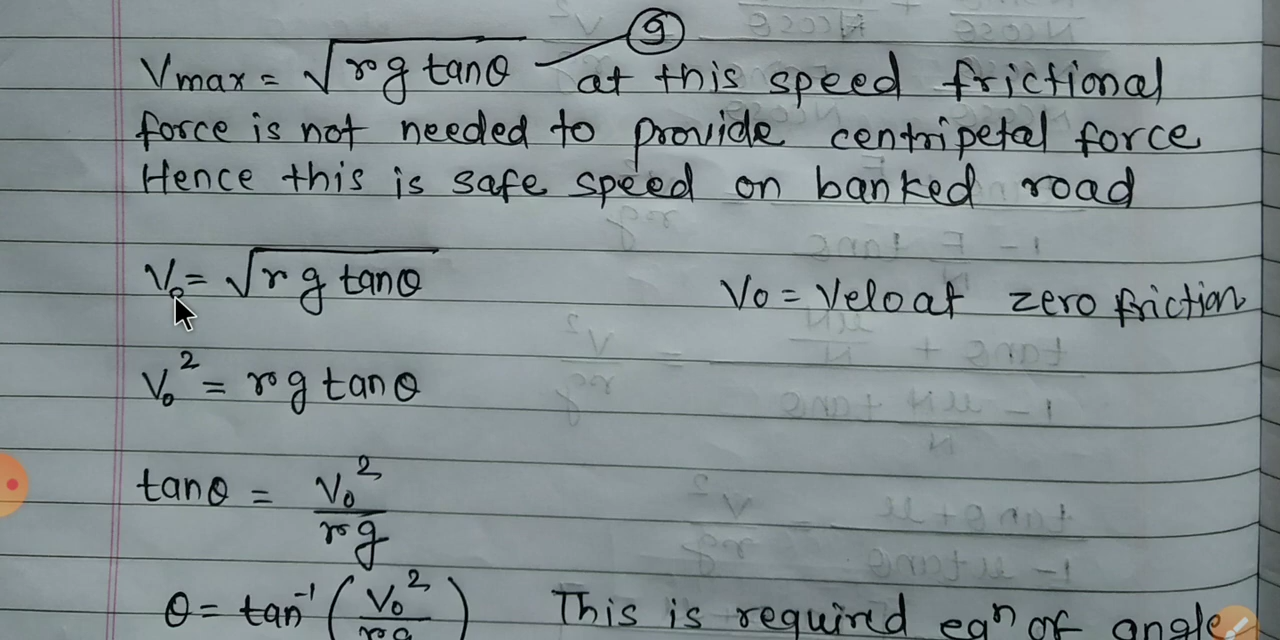 Vmax = √rg tanθ — 9 at this speed frictional
force is not needed to provide centripetal force
Hence this is safe speed on banked road
V₀ = √rg tanθ V₀ = Velo at zero friction
V₀² = rg tanθ
tanθ = V₀²/rg
θ = tan⁻¹(V₀²/rg) This is required eqⁿ of angle